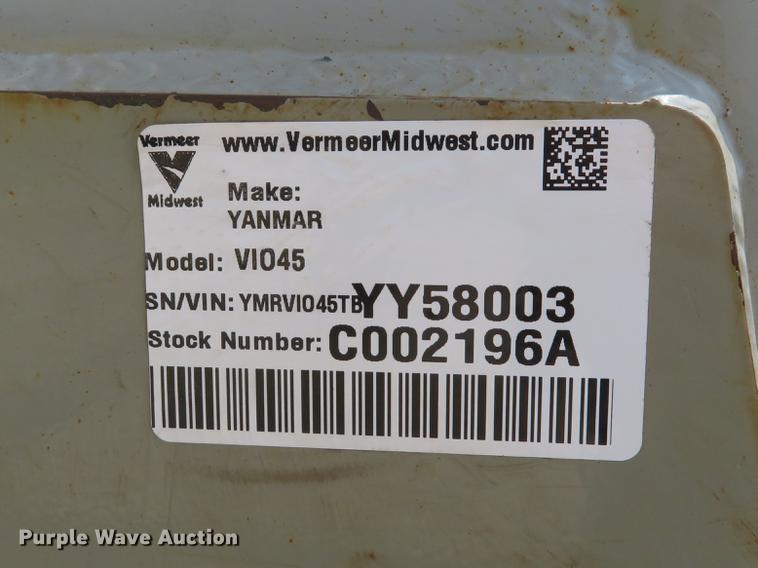 Vermeer
Midwest
www.VermeerMidwest.com
Make:
YANMAR
Model: VIO45
SN/VIN: YMRVIO45TBYY58003
Stock Number: C002196A
Purple Wave Auction